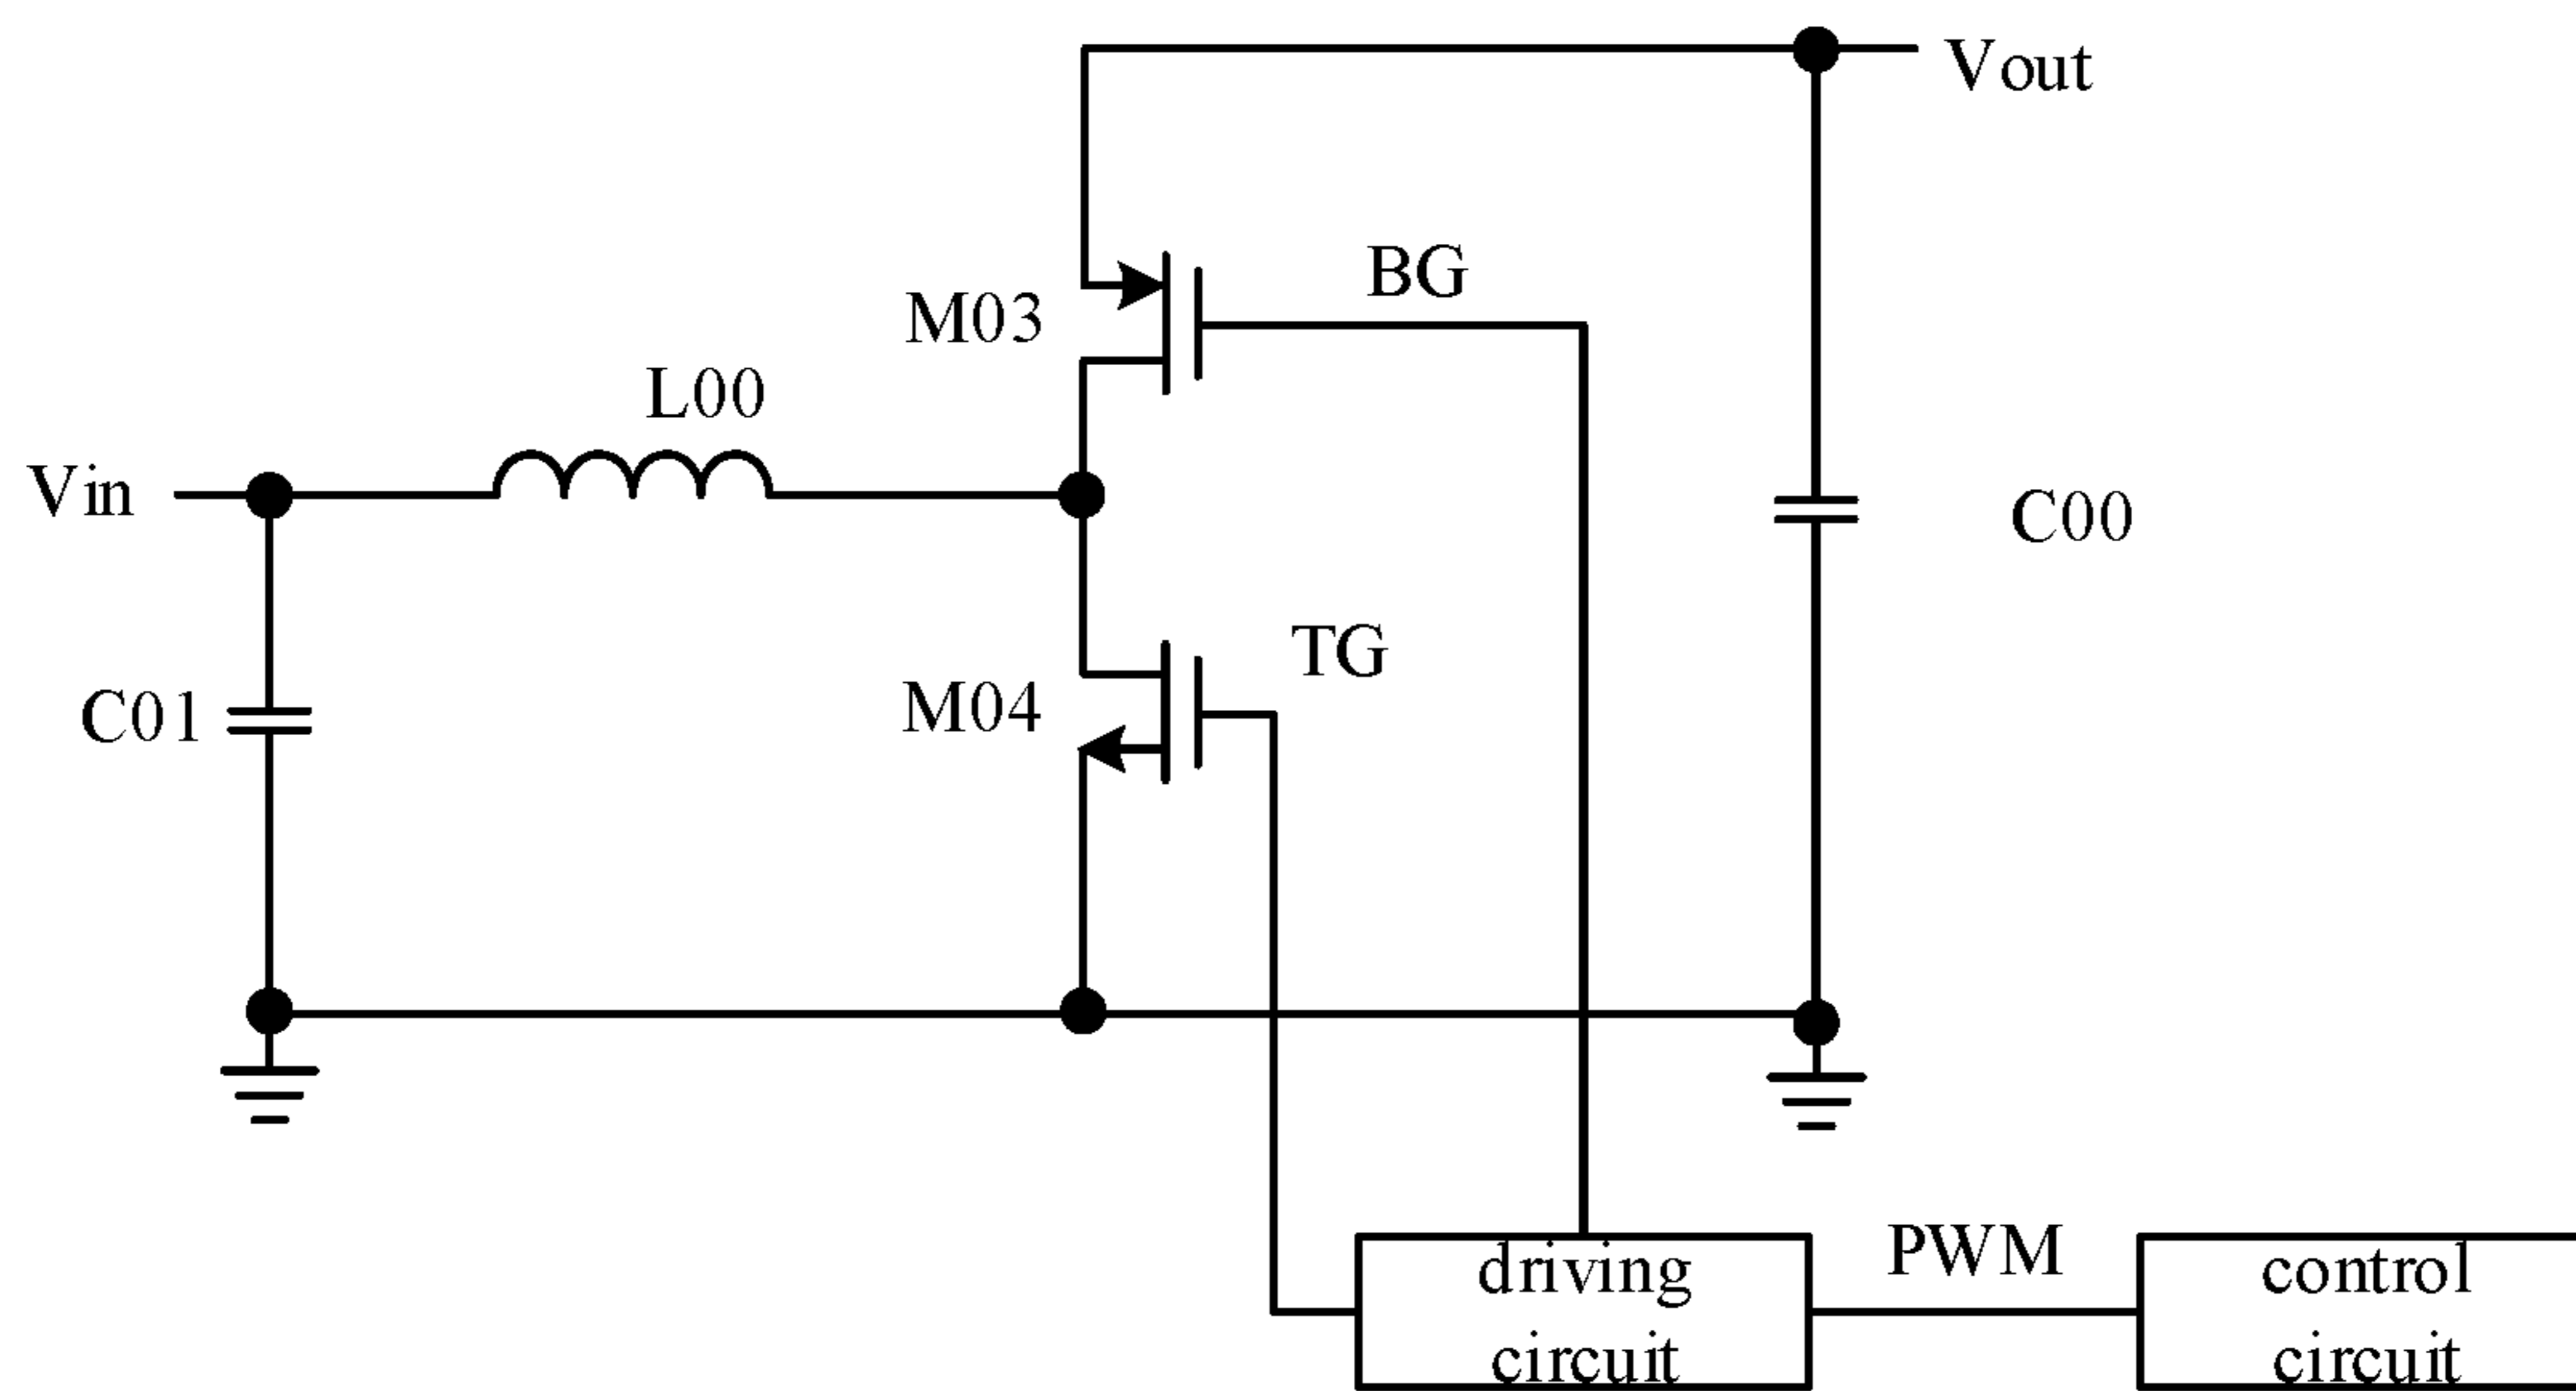 Vout
BG
M03
L00
Vin
C00
TG
M04
C01
PWM
driving
circuit
control
circuit